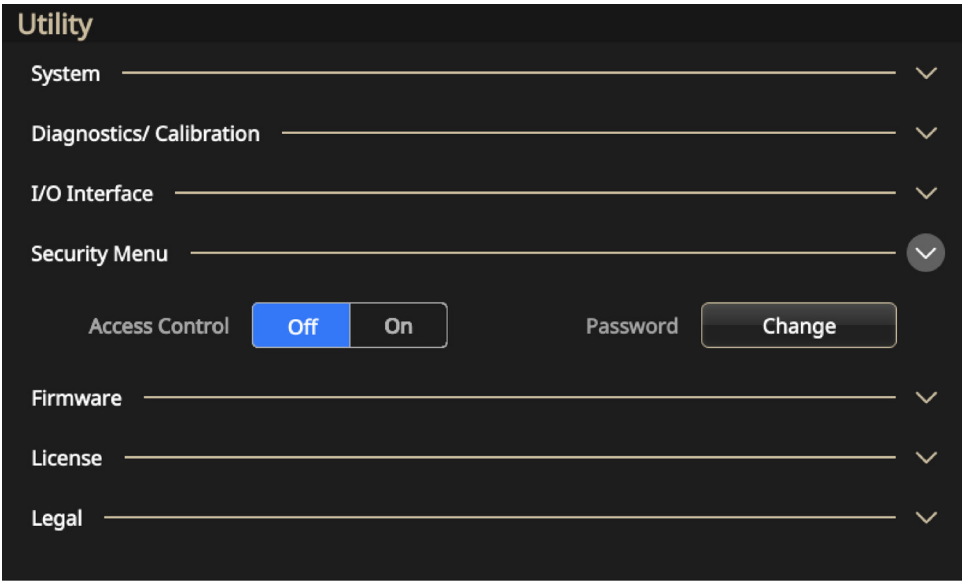 Utility
System
Diagnostics/ Calibration
I/O Interface
Security Menu
Access Control Off On Password Change
Firmware
License
Legal